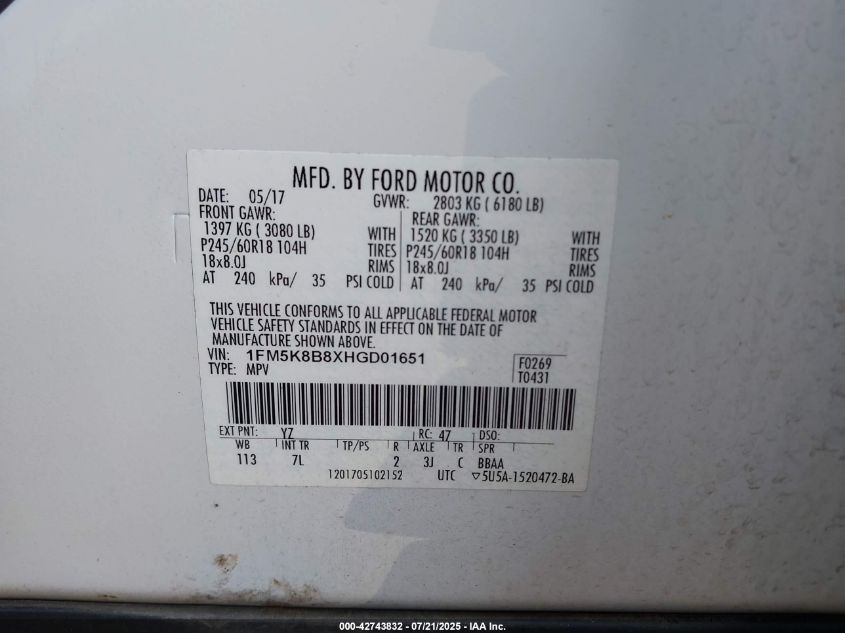 MFD. BY FORD MOTOR CO.
DATE: 05/17 GVWR: 2803 KG ( 6180 LB)
FRONT GAWR: REAR GAWR:
1397 KG ( 3080 LB) WITH 1520 KG ( 3350 LB) WITH
P245/60R18 104H TIRES P245/60R18 104H TIRES
18x8.0J RIMS 18x8.0J RIMS
AT 240 kPa/ 35 PSI COLD AT 240 kPa/ 35 PSI COLD
THIS VEHICLE CONFORMS TO ALL APPLICABLE FEDERAL MOTOR
VEHICLE SAFETY STANDARDS IN EFFECT ON THE DATE OF
MANUFACTURE SHOWN ABOVE.
VIN: 1FM5K8B8XHGD01651 F0269
TYPE: MPV T0431
EXT PNT: YZ RC: 47 DSO:
WB INT TR TP/PS R AXLE TR SPR
113 7L 2 3J C BBAA
1201705102152 UTC ▽5U5A-1520472-BA
000-42743832 - 07/21/2025 - IAA Inc.